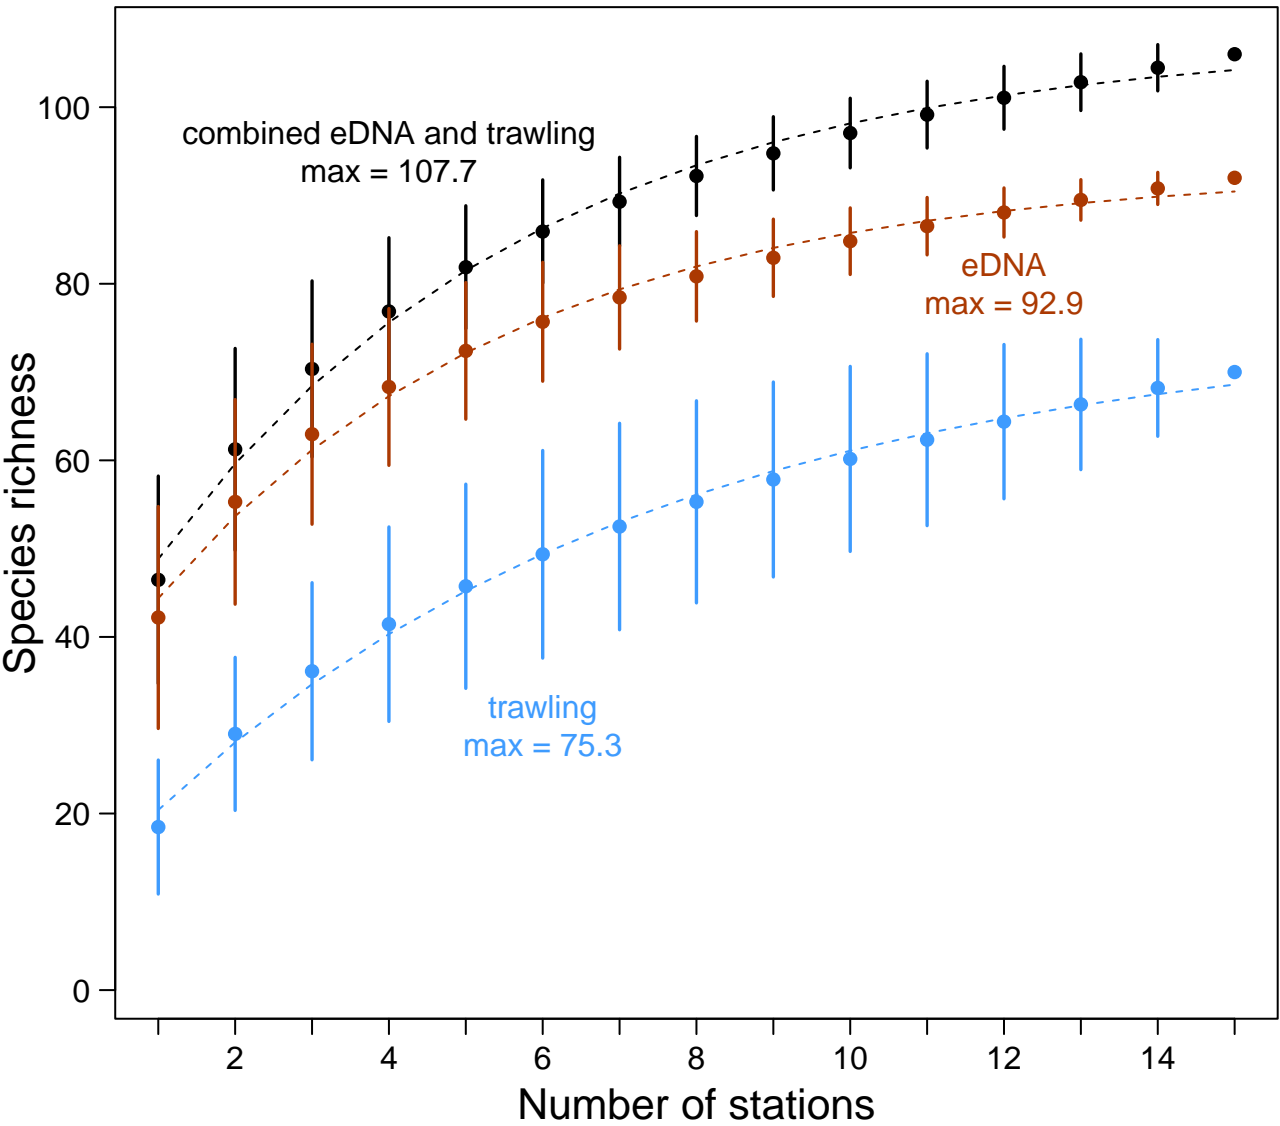 combined eDNA and trawling
max = 107.7
eDNA
max = 92.9
trawling
max = 75.3
Species richness
100
80
60
40
20
0
2 4 6 8 10 12 14
Number of stations